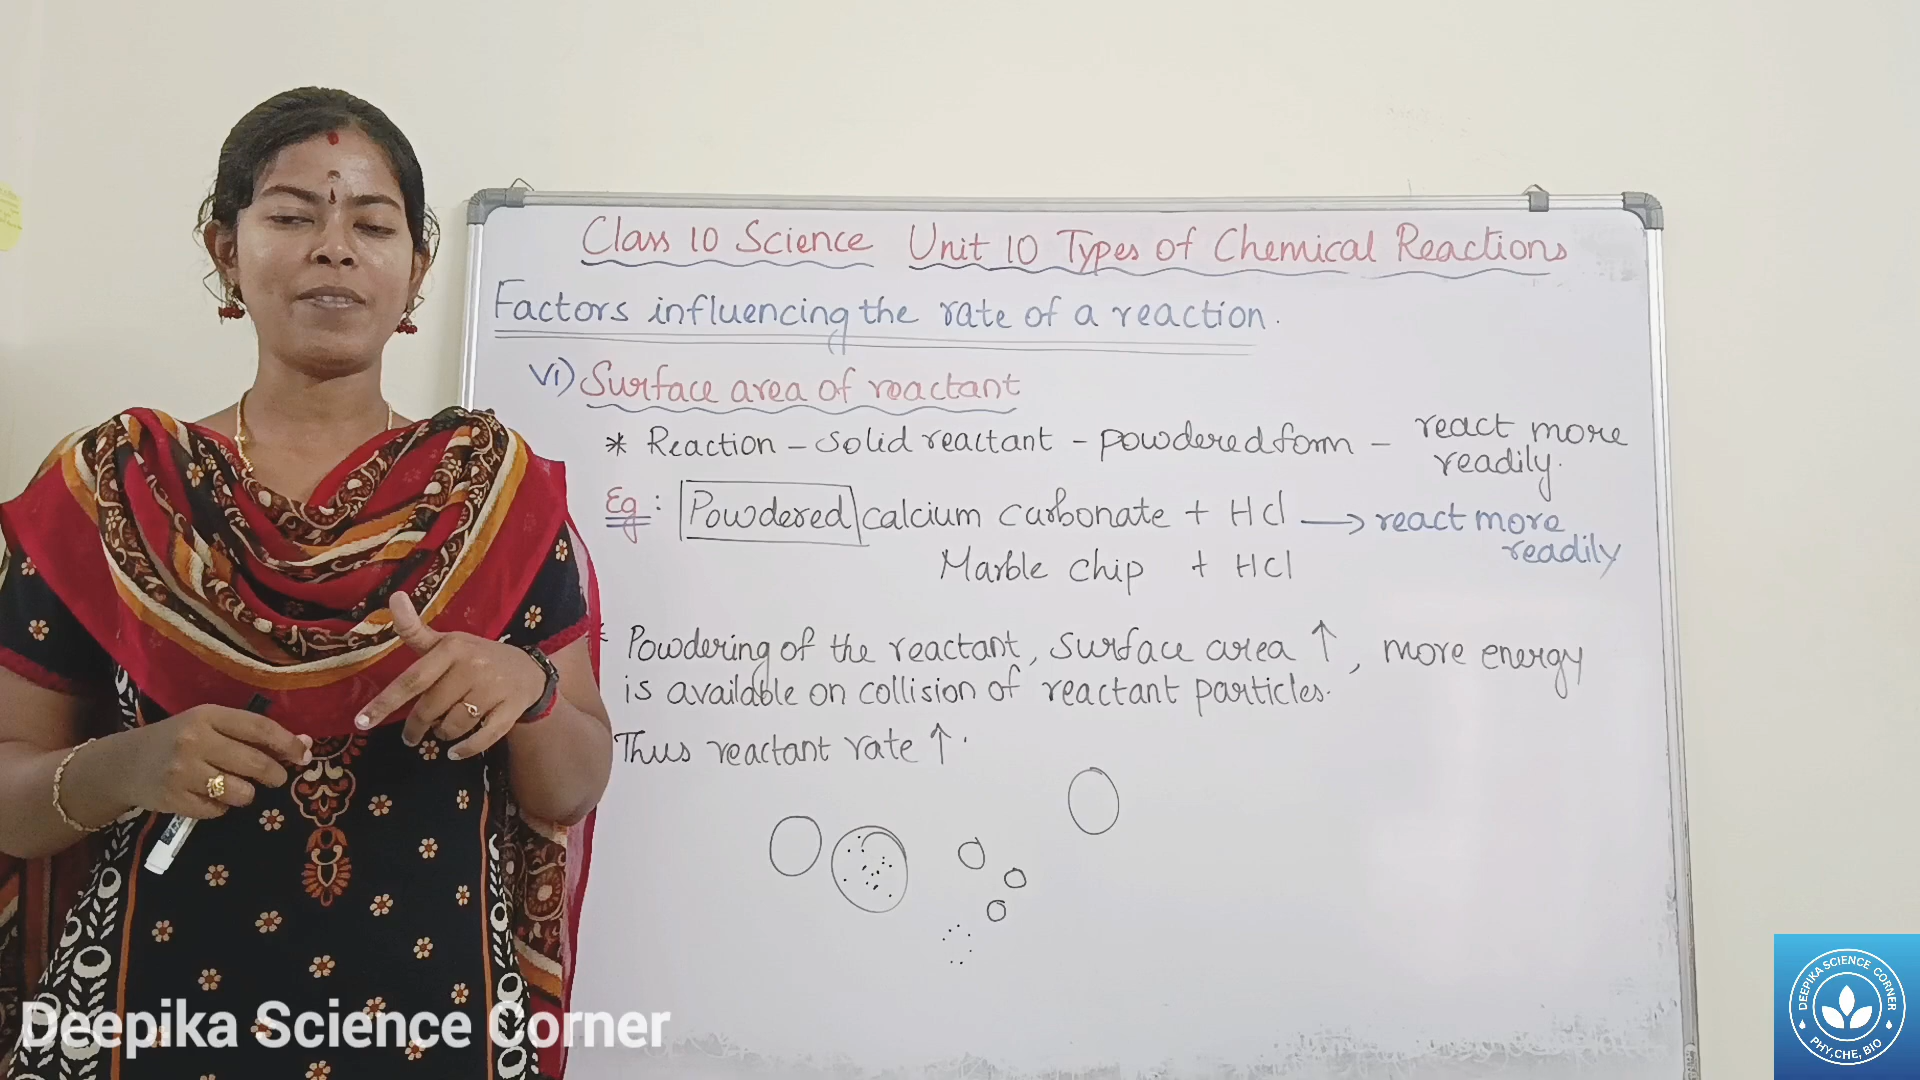 Class 10 Science Unit 10 Types of Chemical Reactions
Factors influencing the rate of a reaction.
VI) Surface area of reactant
* Reaction - Solid reactant - powdered form - react more readily.
Eg: Powdered calcium carbonate + HCl → react more readily
Marble chip + HCl
* Powdering of the reactant, surface area ↑, more energy
is available on collision of reactant particles.
Thus reactant rate ↑.
Deepika Science Corner
DEEPIKA SCIENCE CORNER
PHY, CHE, BIO